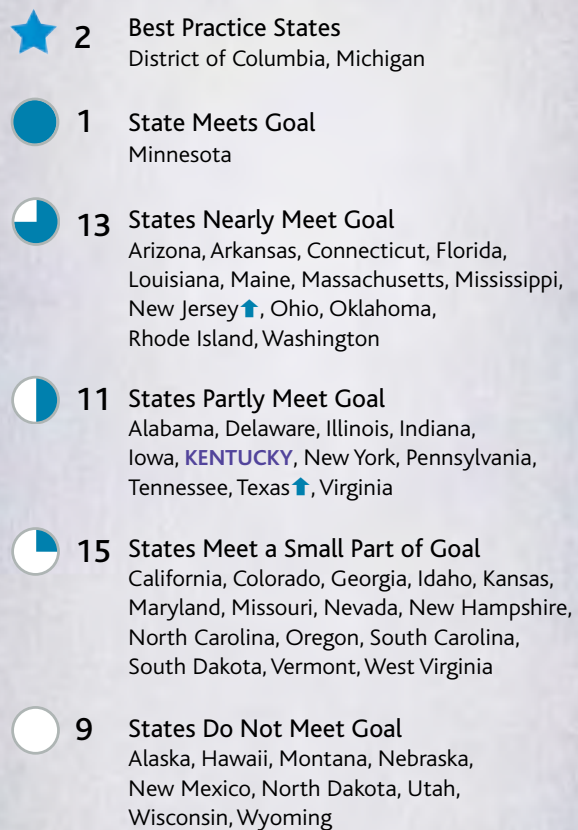 2 Best Practice States
District of Columbia, Michigan
1 State Meets Goal
Minnesota
13 States Nearly Meet Goal
Arizona, Arkansas, Connecticut, Florida,
Louisiana, Maine, Massachusetts, Mississippi,
New Jersey⬆, Ohio, Oklahoma,
Rhode Island, Washington
11 States Partly Meet Goal
Alabama, Delaware, Illinois, Indiana,
Iowa, KENTUCKY, New York, Pennsylvania,
Tennessee, Texas⬆, Virginia
15 States Meet a Small Part of Goal
California, Colorado, Georgia, Idaho, Kansas,
Maryland, Missouri, Nevada, New Hampshire,
North Carolina, Oregon, South Carolina,
South Dakota, Vermont, West Virginia
9 States Do Not Meet Goal
Alaska, Hawaii, Montana, Nebraska,
New Mexico, North Dakota, Utah,
Wisconsin, Wyoming